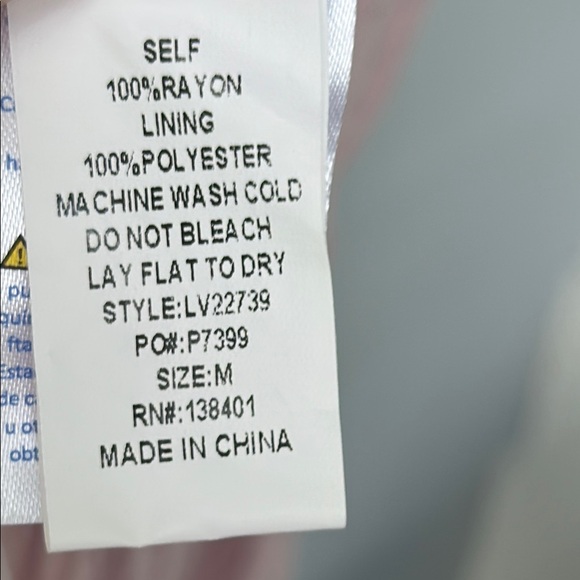 SELF
100%RAYON
LINING
100%POLYESTER
MACHINE WASH COLD
DO NOT BLEACH
LAY FLAT TO DRY
STYLE:LV22739
PO#:P7399
SIZE:M
RN#:138401
MADE IN CHINA